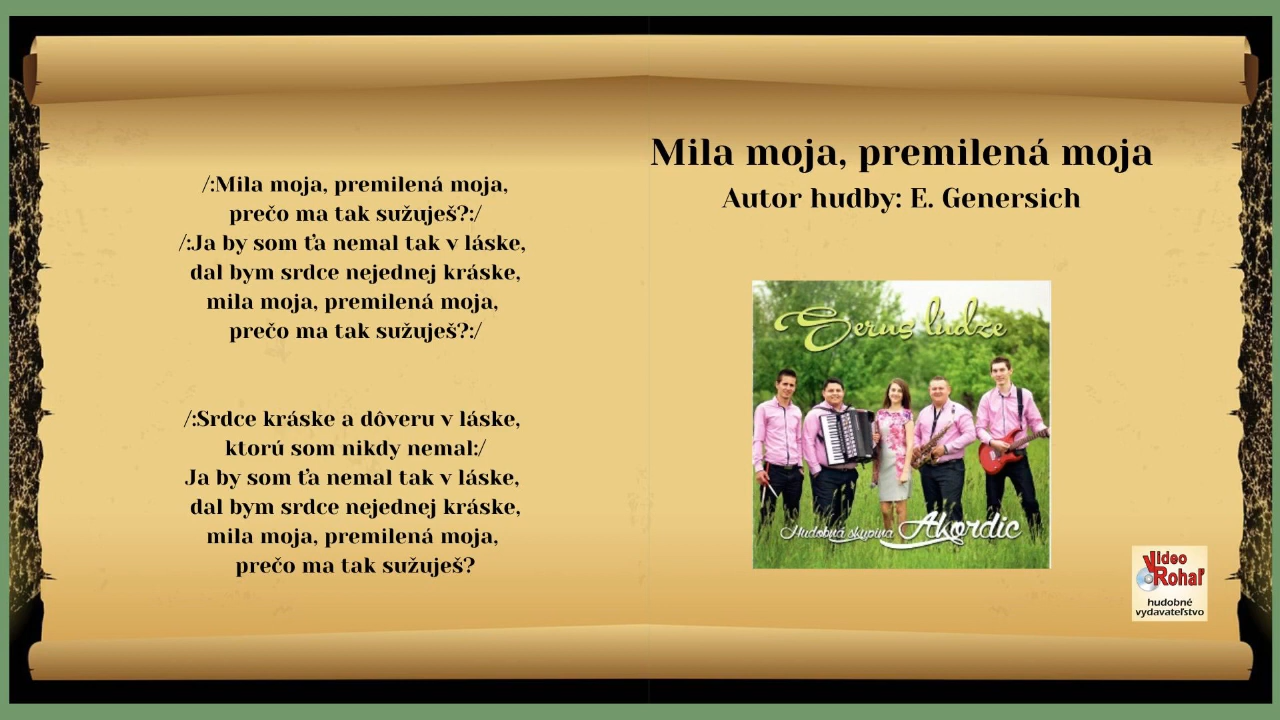 /:Mila moja, premilená moja,
prečo ma tak sužuješ?:/
/:Ja by som ťa nemal tak v láske,
dal bym srdce nejednej kráske,
mila moja, premilená moja,
prečo ma tak sužuješ?:/
/:Srdce kráske a dôveru v láske,
ktorú som nikdy nemal:/
Ja by som ťa nemal tak v láske,
dal bym srdce nejednej kráske,
mila moja, premilená moja,
prečo ma tak sužuješ?
Mila moja, premilená moja
Autor hudby: E. Genersich
Serus ľudze
Hudobná skupina Akordic
Video
Rohaľ
hudobné
vydavateľstvo